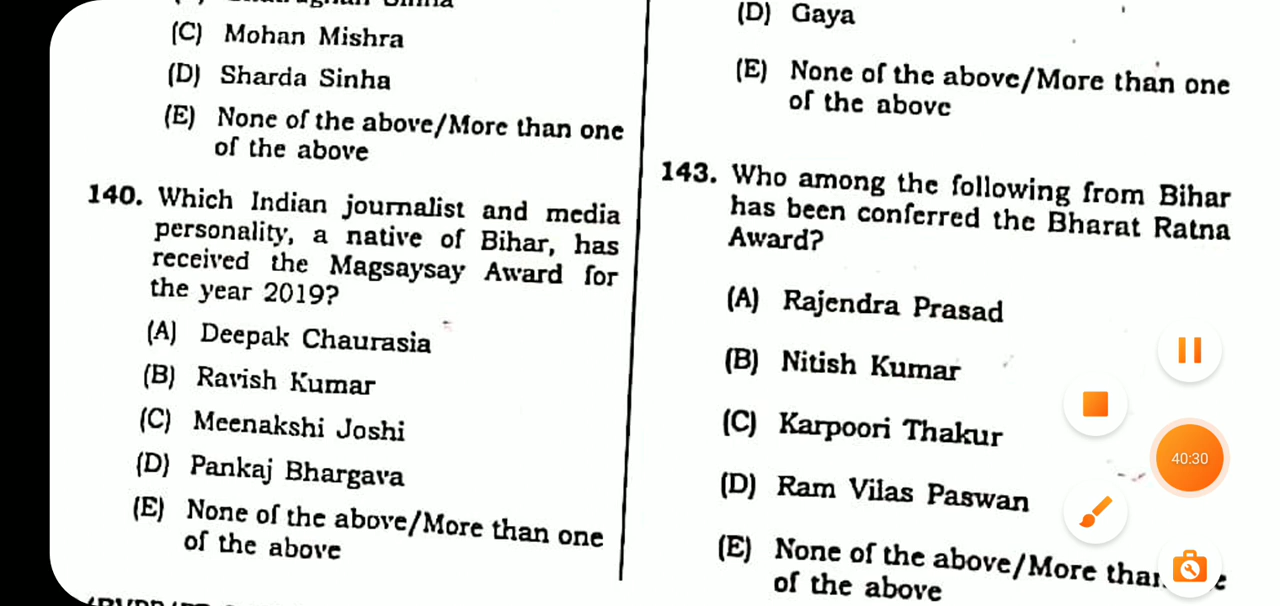 (C) Mohan Mishra
(D) Sharda Sinha
(E) None of the above/More than one
of the above
140. Which Indian journalist and media
personality, a native of Bihar, has
received the Magsaysay Award for
the year 2019?
(A) Deepak Chaurasia
(B) Ravish Kumar
(C) Meenakshi Joshi
(D) Pankaj Bhargava
(E) None of the above/More than one
of the above
(D) Gaya
(E) None of the above/More than one
of the above
143. Who among the following from Bihar
has been conferred the Bharat Ratna
Award?
(A) Rajendra Prasad
(B) Nitish Kumar
(C) Karpoori Thakur
(D) Ram Vilas Paswan
(E) None of the above/More
of the above
40:30